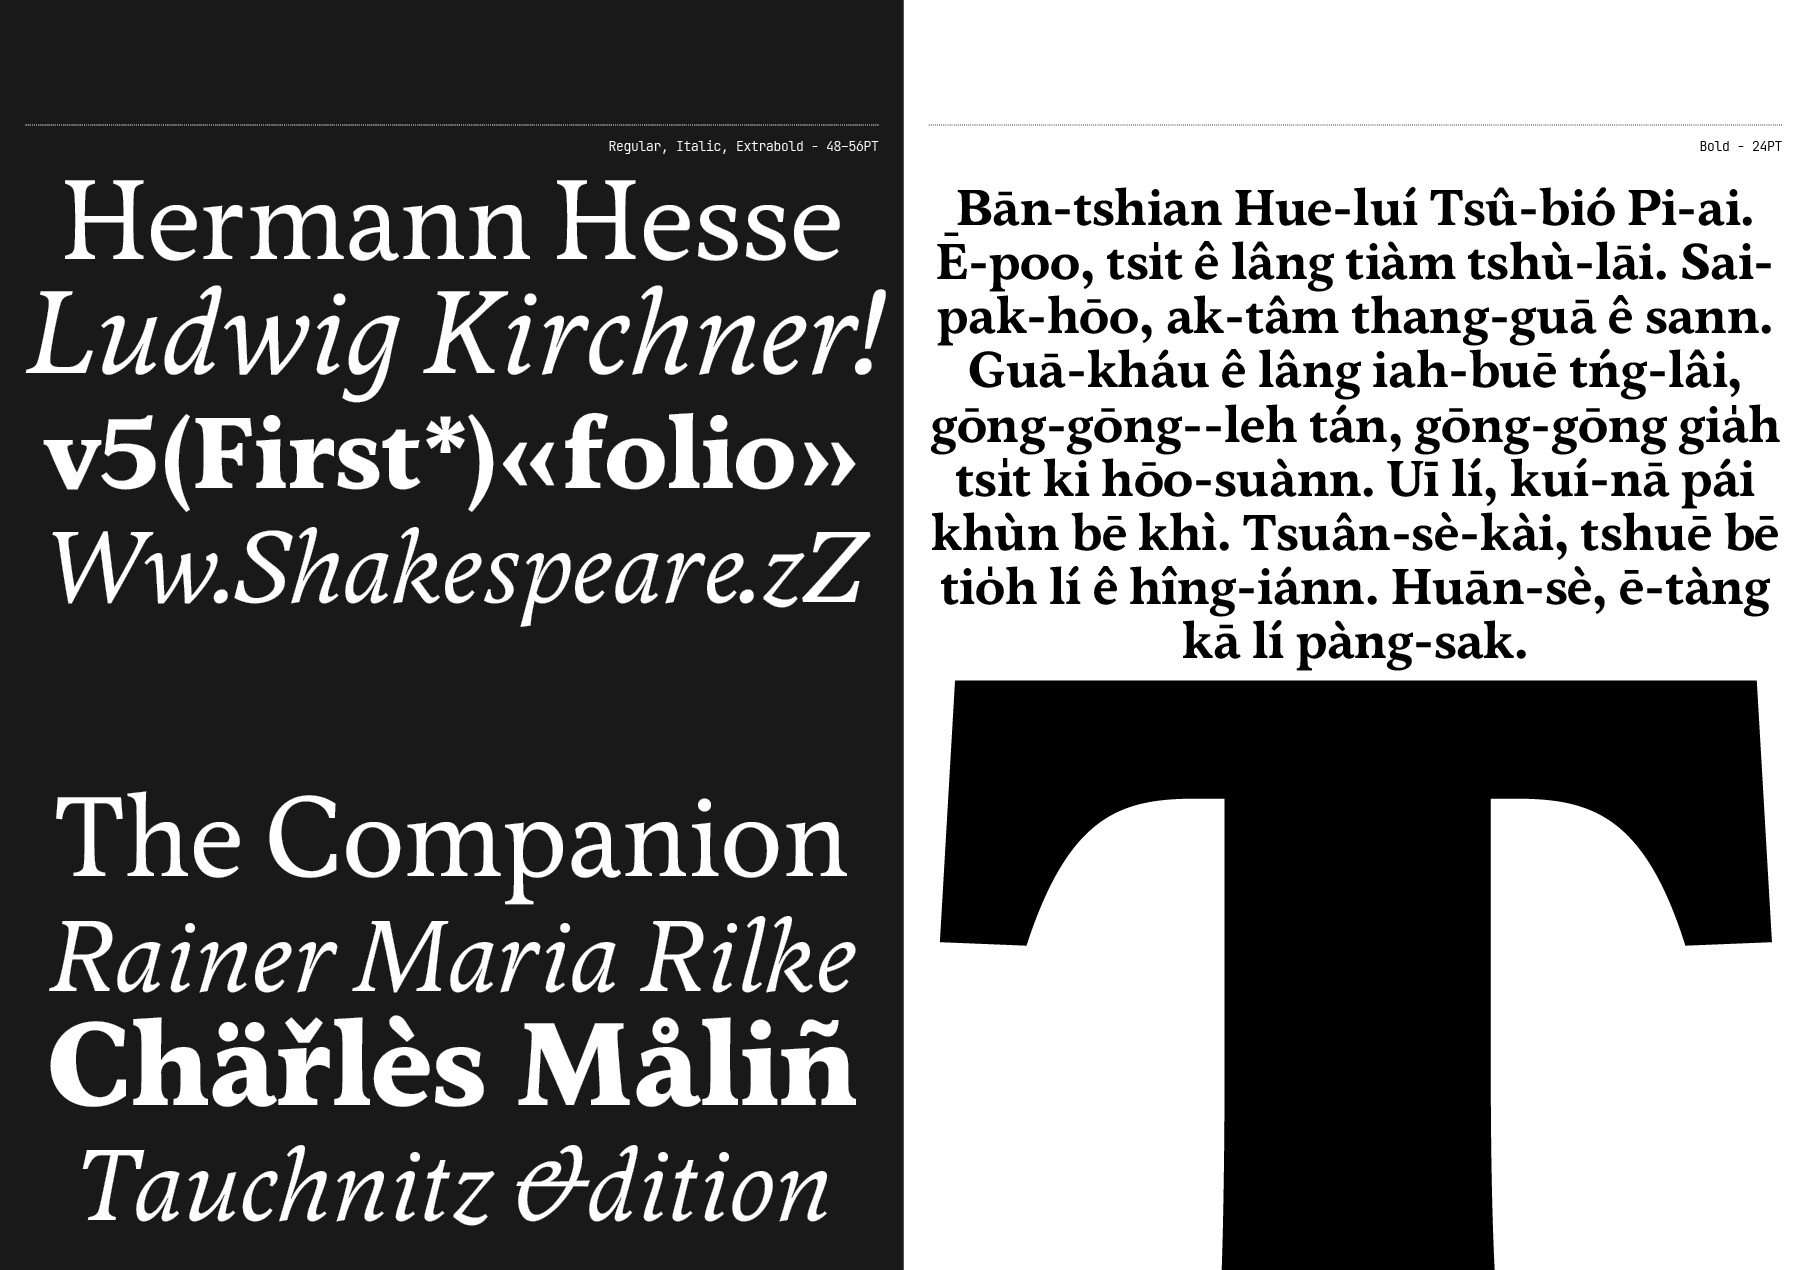 Regular, Italic, Extrabold - 48-56PT
Hermann Hesse
Ludwig Kirchner!
v5(First*)«folio»
Ww.Shakespeare.zZ
The Companion
Rainer Maria Rilke
Chäřlès Måliñ
Tauchnitz &dition
Bold - 24PT
Bān-tshian Hue-luí Tsû-bió Pi-ai.
Ē-poo, tsi̍t ê lâng tiàm tshù-lāi. Sai-
pak-hōo, ak-tâm thang-guā ê sann.
Guā-kháu ê lâng iah-buē tńg-lâi,
gōng-gōng--leh tán, gōng-gōng gia̍h
tsi̍t ki hōo-suànn. Uī lí, kuí-nā pái
khùn bē khì. Tsuân-sè-kài, tshuē bē
tio̍h lí ê hîng-iánn. Huān-sè, ē-tàng
kā lí pàng-sak.
T